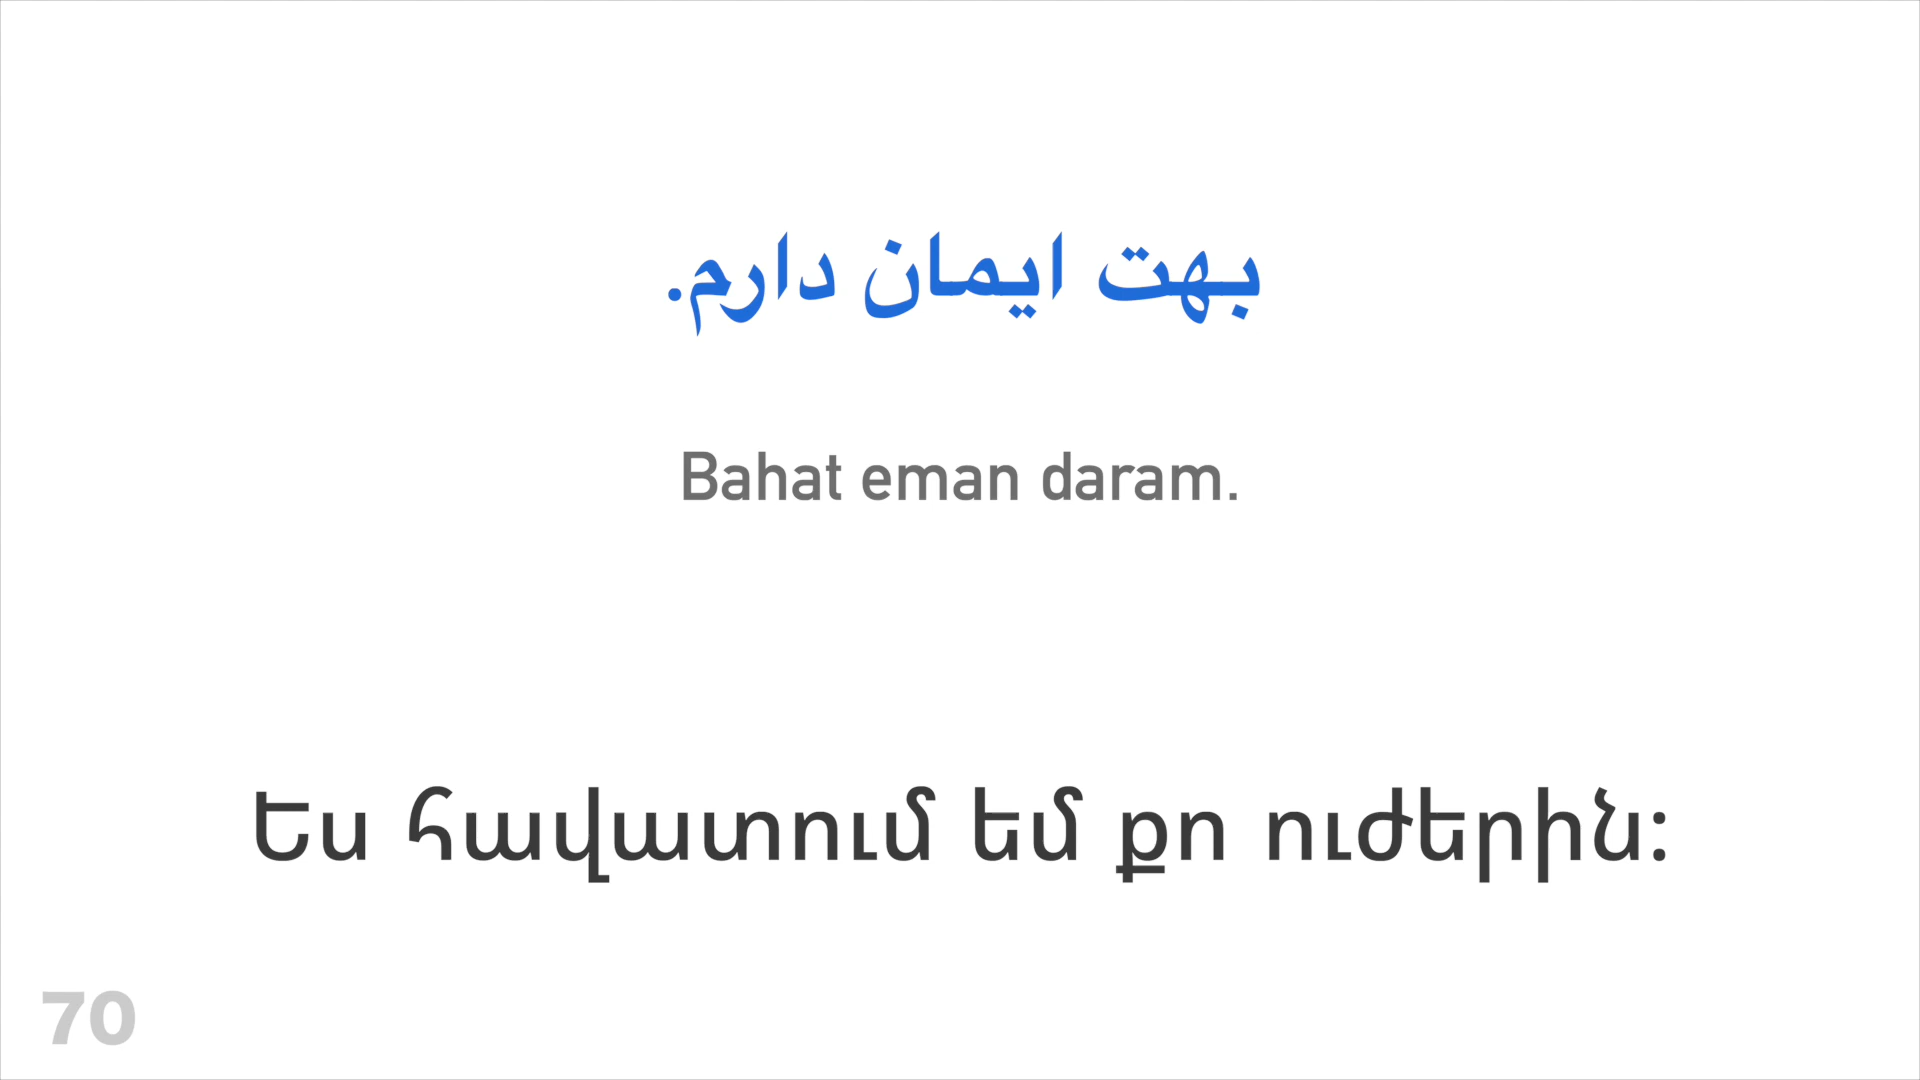 بهت ایمان دارم.
Bahat eman daram.
Ես հավատում եմ քո ուժերին:
70